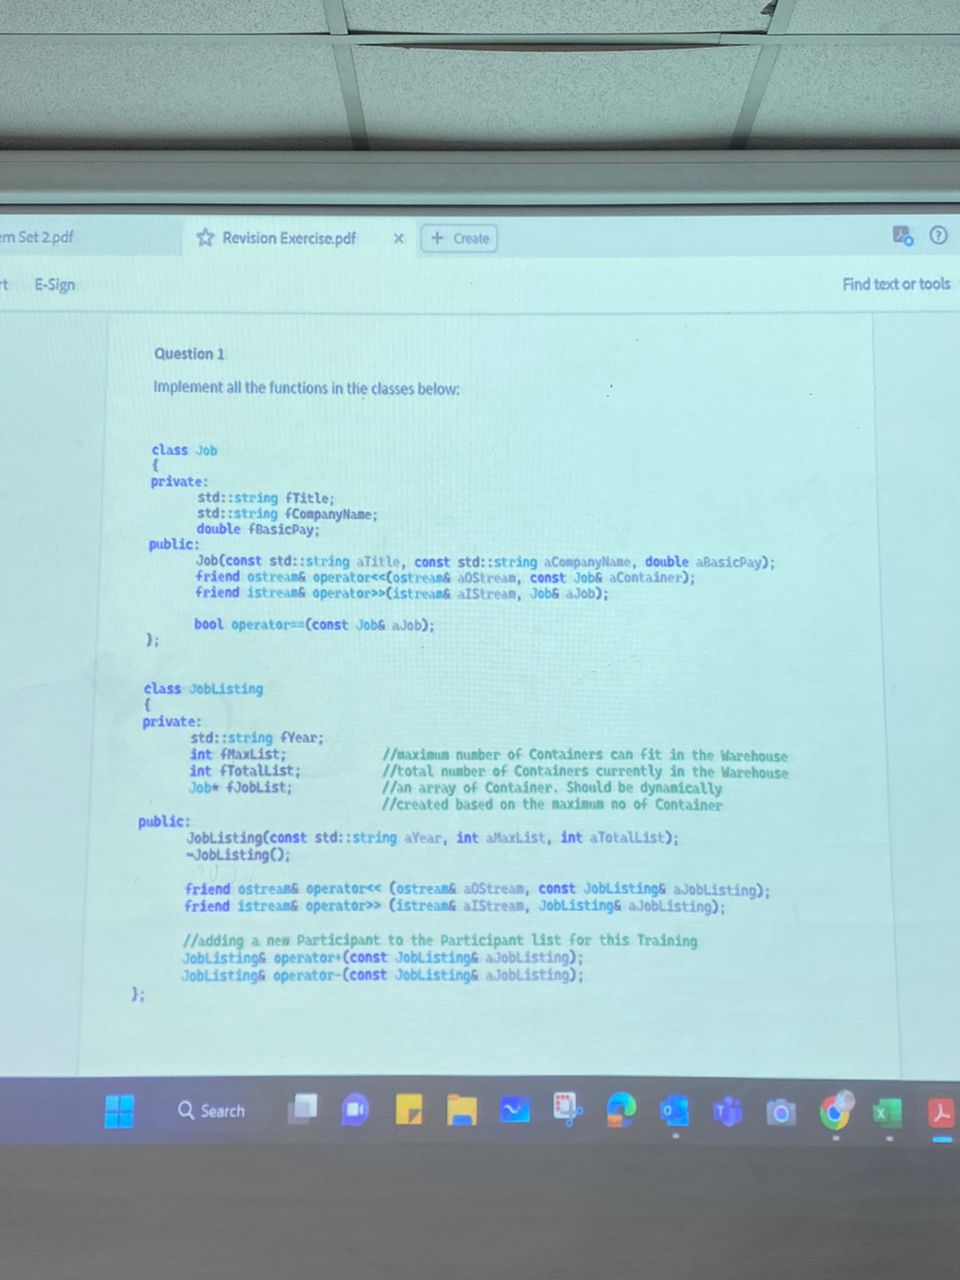 em Set 2.pdf
Revision Exercise.pdf
Create
rt E-Sign
Find text or tools
Question 1
Implement all the functions in the classes below:
class Job
{
private:
std::string fTitle;
std::string fCompanyName;
double fBasicPay;
public:
Job(const std::string aTitle, const std::string aCompanyName, double aBasicPay);
friend ostream& operator<<(ostream& aOStream, const Job& aContainer);
friend istream& operator>>(istream& aIStream, Job& aJob);
bool operator==(const Job& aJob);
};
class JobListing
{
private:
std::string fYear;
int fMaxList; //maximum number of Containers can fit in the Warehouse
int fTotalList; //total number of Containers currently in the Warehouse
Job* fJobList; //an array of Container. Should be dynamically
//created based on the maximum no of Container
public:
JobListing(const std::string aYear, int aMaxList, int aTotalList);
~JobListing();
friend ostream& operator<< (ostream& aOStream, const JobListing& aJobListing);
friend istream& operator>> (istream& aIStream, JobListing& aJobListing);
//adding a new Participant to the Participant list for this Training
JobListing& operator+(const JobListing& aJobListing);
JobListing& operator-(const JobListing& aJobListing);
};
Search